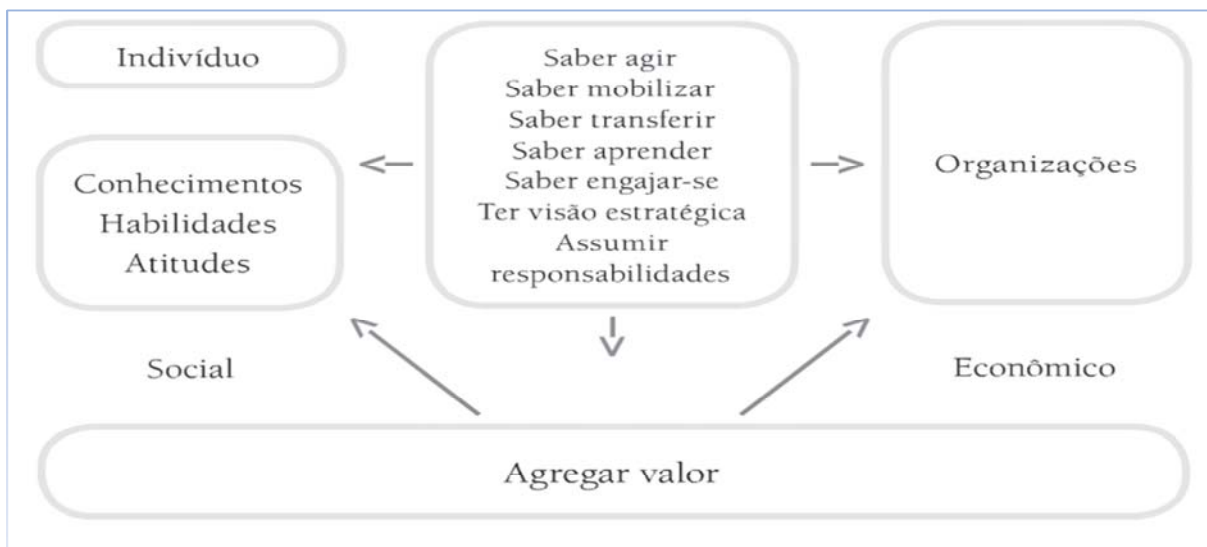 Indivíduo
Conhecimentos
Habilidades
Atitudes
Saber agir
Saber mobilizar
Saber transferir
Saber aprender
Saber engajar-se
Ter visão estratégica
Assumir
responsabilidades
Organizações
Social
Econômico
Agregar valor